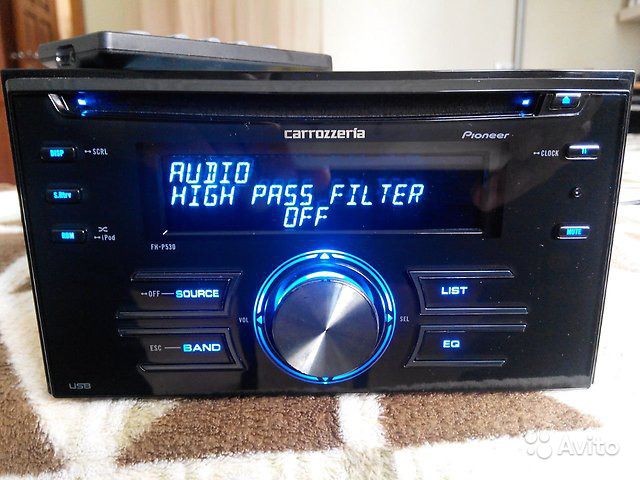 carrozzeria
Pioneer
DISP
SCRL
CLOCK
AUDIO
HIGH PASS FILTER
OFF
S.Rtrv
RDM
iPod
MUTE
FH-P530
OFF
SOURCE
LIST
VOL
SEL
ESC
BAND
EQ
USB
Avito